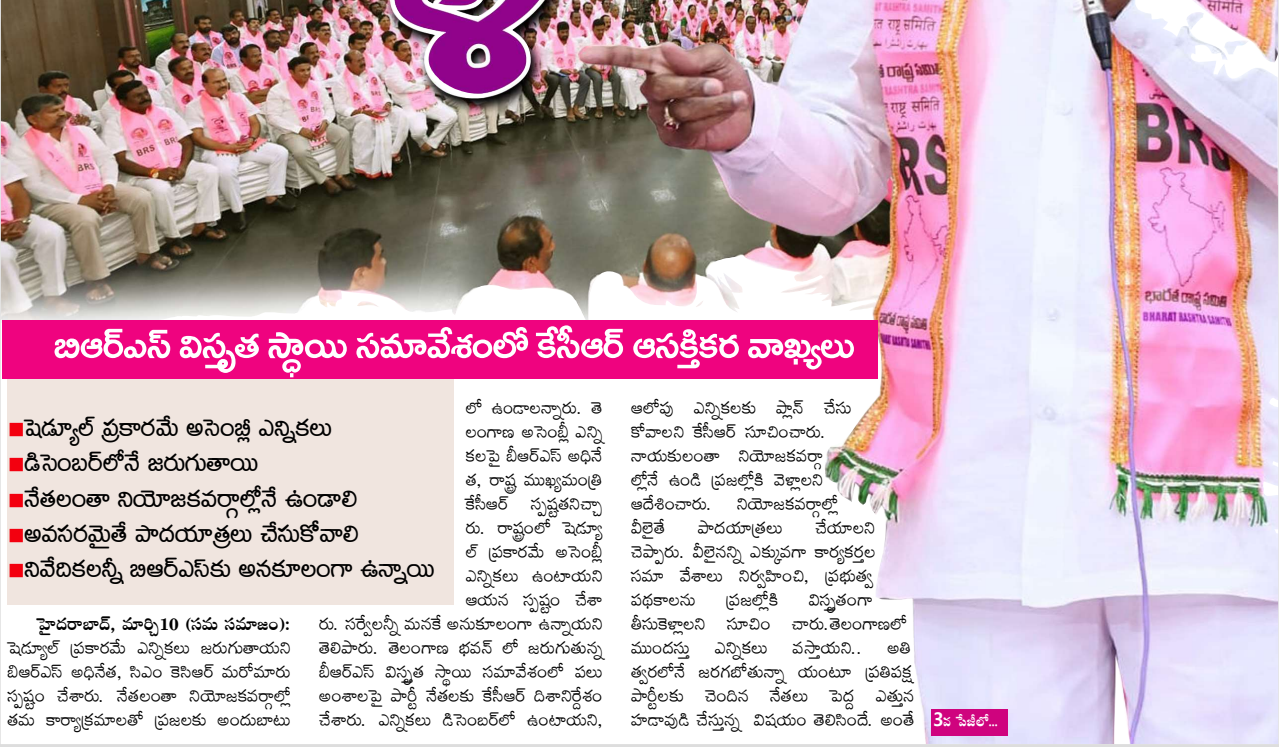 BRS
BRS
BRS
భారత రాష్ట్ర సమితి
BHARAT RASHTRA SAMITHI
బిఆర్ఎస్ విస్తృత స్థాయి సమావేశంలో కేసీఆర్ ఆసక్తికర వాఖ్యలు
■షెడ్యూల్ ప్రకారమే అసెంబ్లీ ఎన్నికలు
■డిసెంబర్‌లోనే జరుగుతాయి
■నేతలంతా నియోజకవర్గాల్లోనే ఉండాలి
■అవసరమైతే పాదయాత్రలు చేసుకోవాలి
■నివేదికలన్నీ బిఆర్ఎస్‌కు అనకూలంగా ఉన్నాయి
హైదరాబాద్, మార్చి10 (సమ సమాజం):
షెడ్యూల్ ప్రకారమే ఎన్నికలు జరుగుతాయని
బిఆర్ఎస్ అధినేత, సిఎం కెసిఆర్ మరోమారు
స్పష్టం చేశారు. నేతలంతా నియోజకవర్గాల్లో
తమ కార్యాక్రమాలతో ప్రజలకు అందుబాటు
లో ఉండాలన్నారు. తె
లంగాణ అసెంబ్లీ ఎన్ని
కలపై బీఆర్ఎస్ అధినే
త, రాష్ట్ర ముఖ్యమంత్రి
కేసీఆర్ స్పష్టతనిచ్చా
రు. రాష్ట్రంలో షెడ్యూ
ల్ ప్రకారమే అసెంబ్లీ
ఎన్నికలు ఉంటాయని
ఆయన స్పష్టం చేశా
రు. సర్వేలన్నీ మనకే అనుకూలంగా ఉన్నాయని
తెలిపారు. తెలంగాణ భవన్ లో జరుగుతున్న
బీఆర్ఎస్ విస్తృత స్థాయి సమావేశంలో పలు
అంశాలపై పార్టీ నేతలకు కేసీఆర్ దిశానిర్దేశం
చేశారు. ఎన్నికలు డిసెంబర్‌లో ఉంటాయని,
ఆలోపు ఎన్నికలకు ప్లాన్ చేసు
కోవాలని కేసీఆర్ సూచించారు.
నాయకులంతా నియోజకవర్గా
ల్లోనే ఉండి ప్రజల్లోకి వెళ్లాలని
ఆదేశించారు. నియోజకవర్గాల్లో
వీలైతే పాదయాత్రలు చేయాలని
చెప్పారు. వీలైనన్ని ఎక్కువగా కార్యకర్తల
సమా వేశాలు నిర్వహించి, ప్రభుత్వ
పథకాలను ప్రజల్లోకి విస్తృతంగా
తీసుకెళ్లాలని సూచిం చారు.తెలంగాణలో
ముందస్తు ఎన్నికలు వస్తాయని.. అతి
త్వరలోనే జరగబోతున్నా యంటూ ప్రతిపక్ష
పార్టీలకు చెందిన నేతలు పెద్ద ఎత్తున
హడావుడి చేస్తున్న విషయం తెలిసిందే. అంతే
3వ పేజీలో...